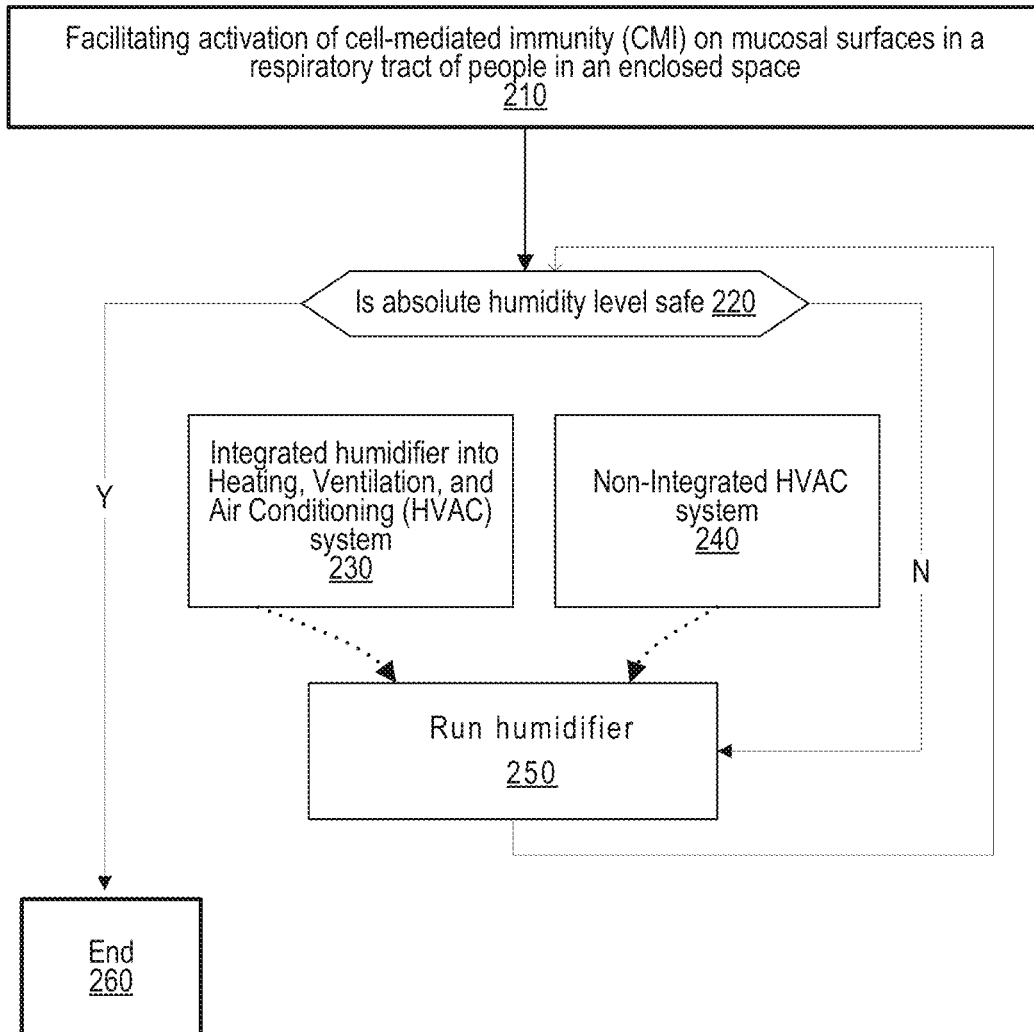 Facilitating activation of cell-mediated immunity (CMI) on mucosal surfaces in a
respiratory tract of people in an enclosed space
210
Is absolute humidity level safe 220
Integrated humidifier into
Heating, Ventilation, and
Air Conditioning (HVAC)
system
230
Non-Integrated HVAC
system
240
Y
N
Run humidifier
250
End
260